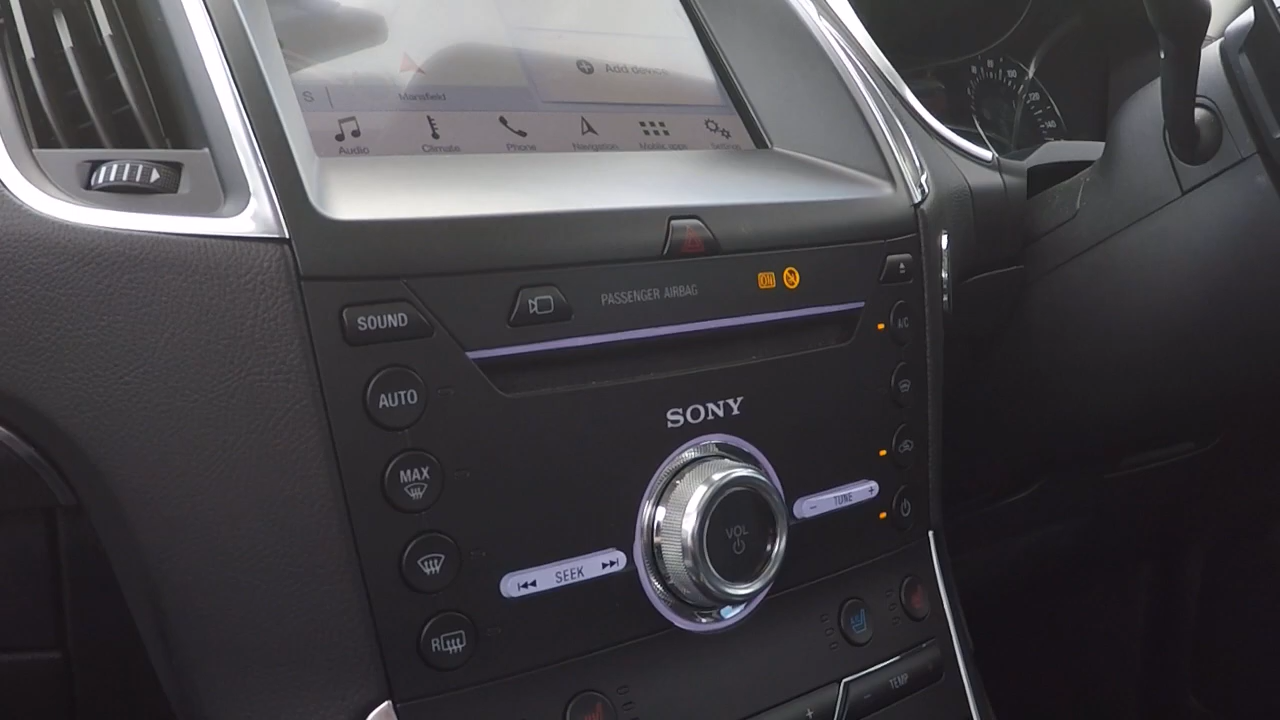 Add device
S
Mansfield
Audio
Climate
Phone
Navigation
Mobile apps
Settings
PASSENGER AIRBAG
ON
SOUND
A/C
AUTO
SONY
MAX
VOL
- TUNE +
SEEK
R
A/C
- TEMP
+